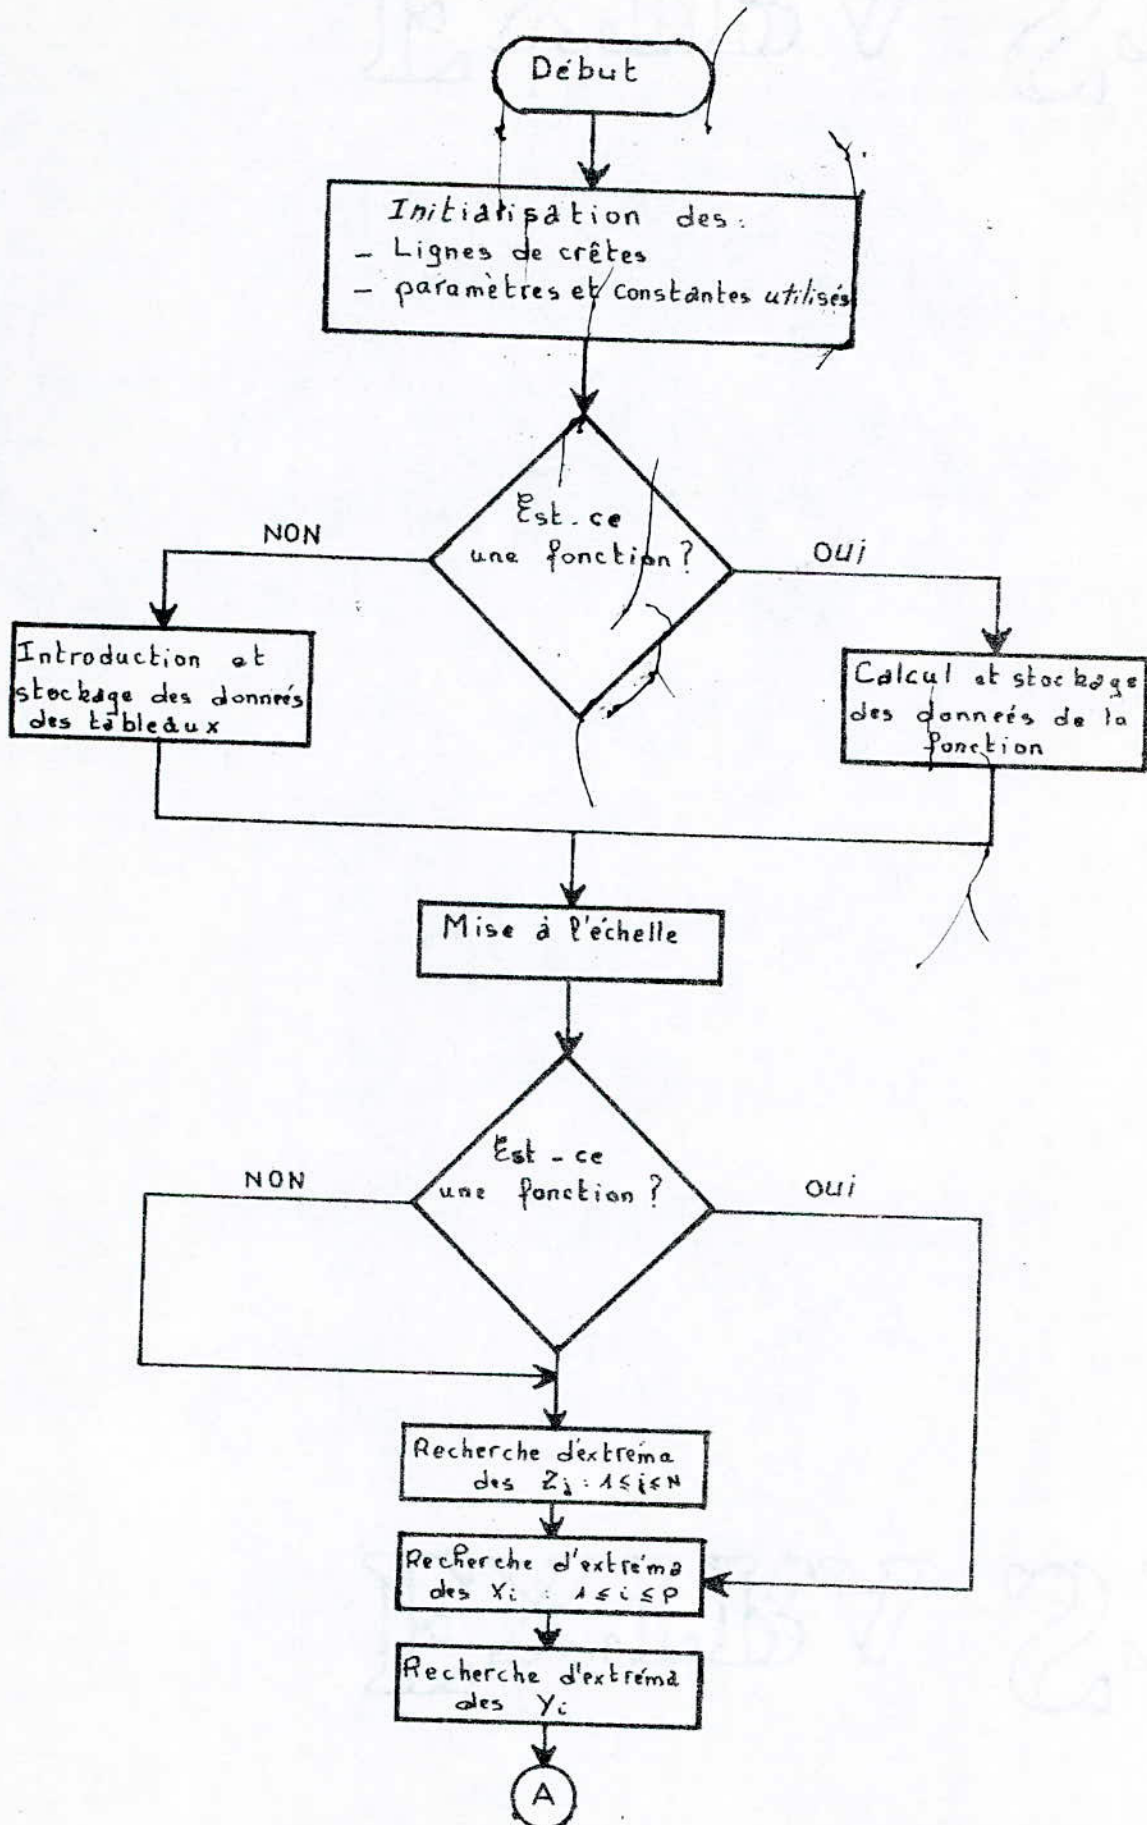 Début
Initialisation des:
- Lignes de crêtes
- paramètres et constantes utilisés
Est-ce
une fonction?
NON
OUi
Introduction et
stockage des données
des tableaux
Calcul et stockage
des données de la
fonction
Mise à l'échelle
Est-ce
une fonction?
NON
OUi
Recherche d'extréma
des Zj : 1≤j≤N
Recherche d'extréma
des Xi : 1≤i≤P
Recherche d'extréma
des Yi
A